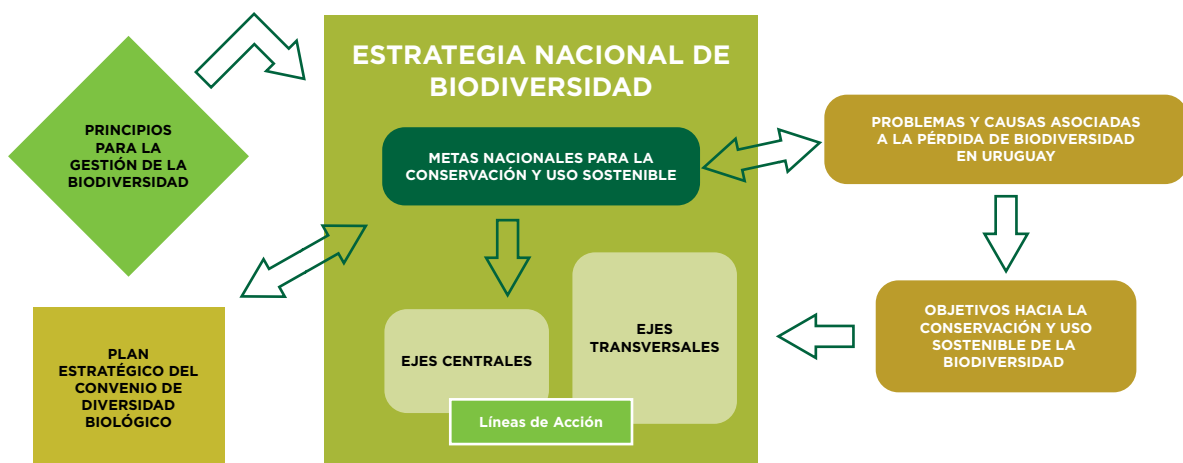 ESTRATEGIA NACIONAL DE
BIODIVERSIDAD
PRINCIPIOS
PARA LA
GESTIÓN DE LA
BIODIVERSIDAD
METAS NACIONALES PARA LA
CONSERVACIÓN Y USO SOSTENIBLE
PROBLEMAS Y CAUSAS ASOCIADAS
A LA PÉRDIDA DE BIODIVERSIDAD
EN URUGUAY
PLAN
ESTRATÉGICO DEL
CONVENIO DE
DIVERSIDAD
BIOLÓGICO
EJES CENTRALES
EJES
TRANSVERSALES
Líneas de Acción
OBJETIVOS HACIA LA
CONSERVACIÓN Y USO
SOSTENIBLE DE LA
BIODIVERSIDAD